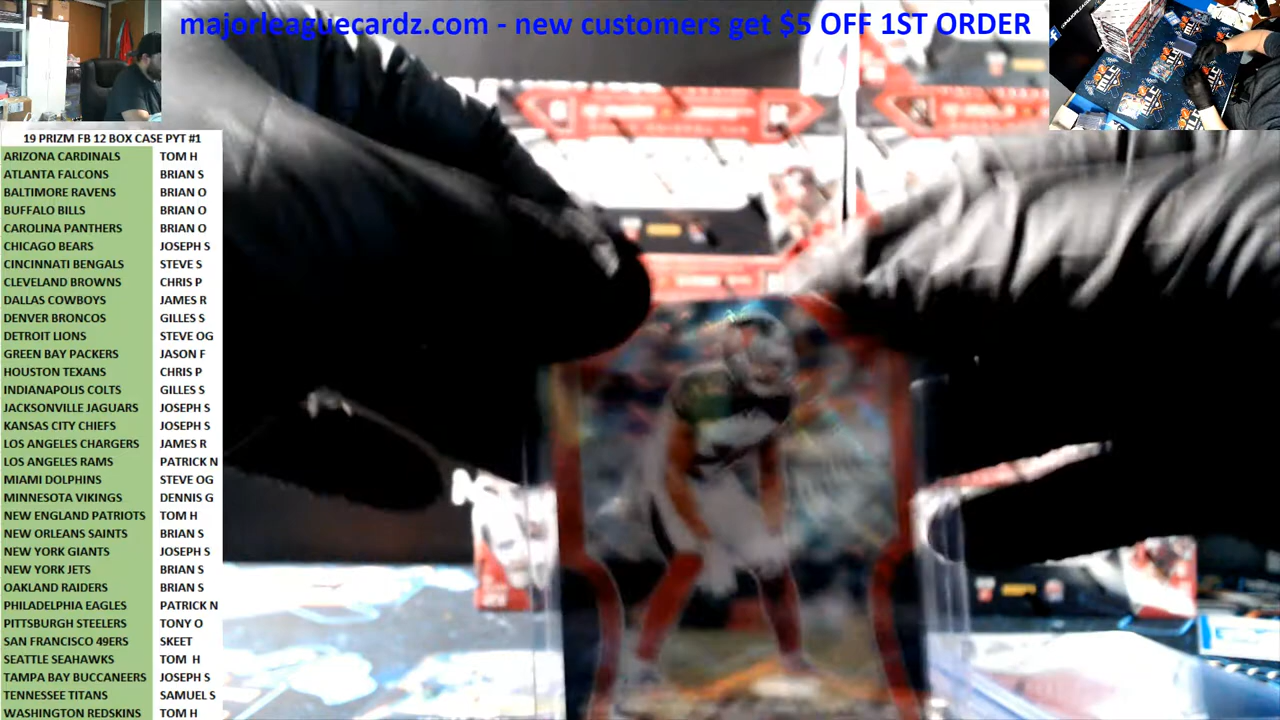 majorleaguecardz.com - new customers get $5 OFF 1ST ORDER
19 PRIZM FB 12 BOX CASE PYT #1
ARIZONA CARDINALS TOM H
ATLANTA FALCONS BRIAN S
BALTIMORE RAVENS BRIAN O
BUFFALO BILLS BRIAN O
CAROLINA PANTHERS BRIAN O
CHICAGO BEARS JOSEPH S
CINCINNATI BENGALS STEVE S
CLEVELAND BROWNS CHRIS P
DALLAS COWBOYS JAMES R
DENVER BRONCOS GILLES S
DETROIT LIONS STEVE OG
GREEN BAY PACKERS JASON F
HOUSTON TEXANS CHRIS P
INDIANAPOLIS COLTS GILLES S
JACKSONVILLE JAGUARS JOSEPH S
KANSAS CITY CHIEFS JOSEPH S
LOS ANGELES CHARGERS JAMES R
LOS ANGELES RAMS PATRICK N
MIAMI DOLPHINS STEVE OG
MINNESOTA VIKINGS DENNIS G
NEW ENGLAND PATRIOTS TOM H
NEW ORLEANS SAINTS BRIAN S
NEW YORK GIANTS JOSEPH S
NEW YORK JETS BRIAN S
OAKLAND RAIDERS BRIAN S
PHILADELPHIA EAGLES PATRICK N
PITTSBURGH STEELERS TONY O
SAN FRANCISCO 49ERS SKEET
SEATTLE SEAHAWKS TOM H
TAMPA BAY BUCCANEERS JOSEPH S
TENNESSEE TITANS SAMUEL S
WASHINGTON REDSKINS TOM H